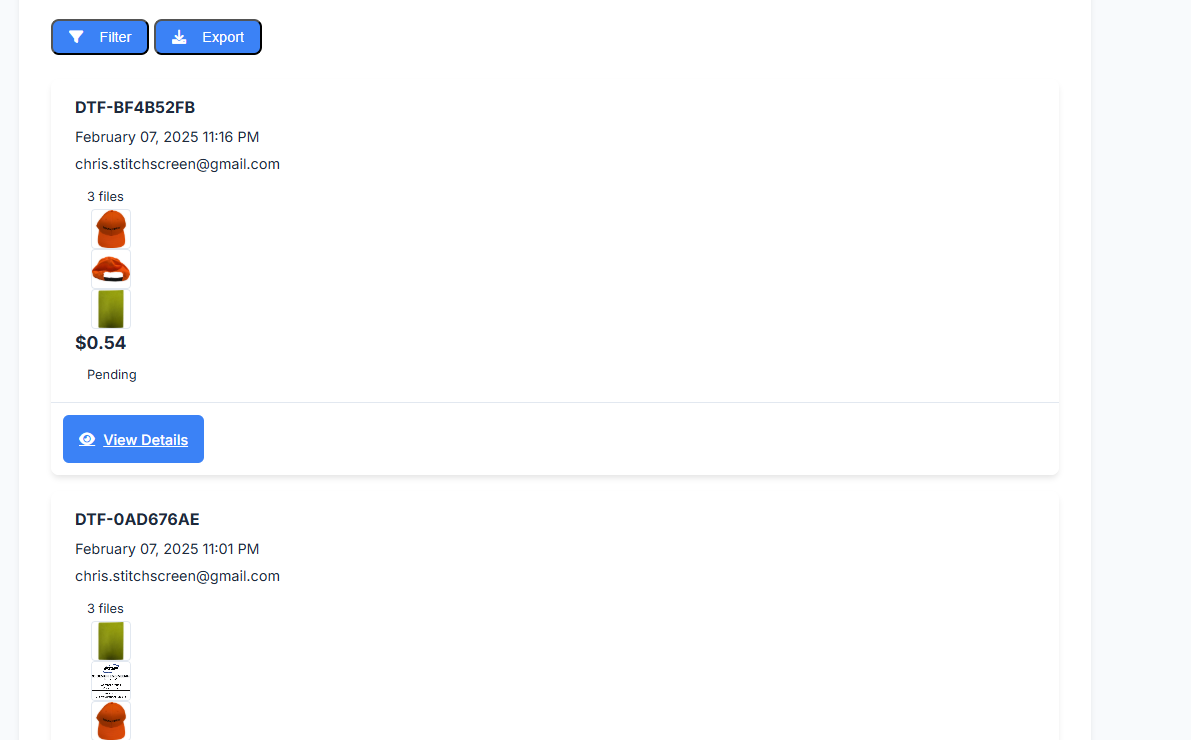 Filter
Export
DTF-BF4B52FB
February 07, 2025 11:16 PM
chris.stitchscreen@gmail.com
3 files
$0.54
Pending
View Details
DTF-0AD676AE
February 07, 2025 11:01 PM
chris.stitchscreen@gmail.com
3 files